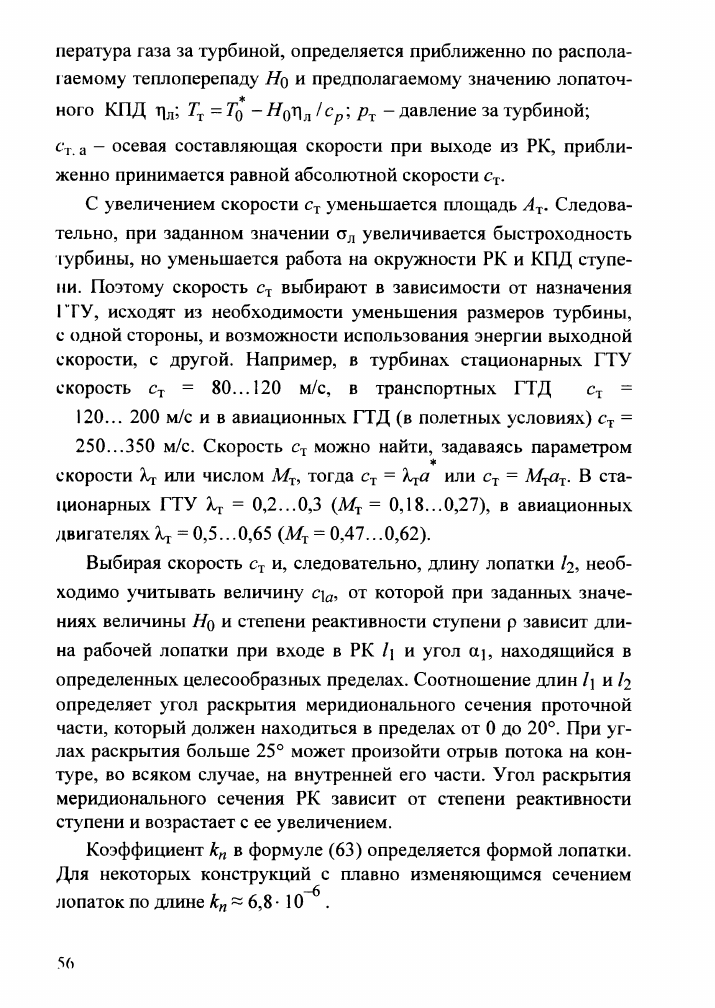 пература газа за турбиной, определяется приближенно по распола-
гаемому теплоперепаду H₀ и предполагаемому значению лопаточ-
ного КПД ηл; Tт = T₀* – H₀ηл / cp; pт – давление за турбиной;
cт. а – осевая составляющая скорости при выходе из РК, прибли-
женно принимается равной абсолютной скорости cт.
С увеличением скорости cт уменьшается площадь Aт. Следова-
тельно, при заданном значении σл увеличивается быстроходность
турбины, но уменьшается работа на окружности РК и КПД ступе-
ни. Поэтому скорость cт выбирают в зависимости от назначения
ГТУ, исходят из необходимости уменьшения размеров турбины,
с одной стороны, и возможности использования энергии выходной
скорости, с другой. Например, в турбинах стационарных ГТУ
скорость cт = 80...120 м/с, в транспортных ГТД cт =
120... 200 м/с и в авиационных ГТД (в полетных условиях) cт =
250...350 м/с. Скорость cт можно найти, задаваясь параметром
скорости λт или числом Mт, тогда cт = λтa* или cт = Mтaт. В ста-
ционарных ГТУ λт = 0,2...0,3 (Mт = 0,18...0,27), в авиационных
двигателях λт = 0,5...0,65 (Mт = 0,47...0,62).
Выбирая скорость cт и, следовательно, длину лопатки l₂, необ-
ходимо учитывать величину c₁a, от которой при заданных значе-
ниях величины H₀ и степени реактивности ступени ρ зависит дли-
на рабочей лопатки при входе в РК l₁ и угол α₁, находящийся в
определенных целесообразных пределах. Соотношение длин l₁ и l₂
определяет угол раскрытия меридионального сечения проточной
части, который должен находиться в пределах от 0 до 20°. При уг-
лах раскрытия больше 25° может произойти отрыв потока на кон-
туре, во всяком случае, на внутренней его части. Угол раскрытия
меридионального сечения РК зависит от степени реактивности
ступени и возрастает с ее увеличением.
Коэффициент kn в формуле (63) определяется формой лопатки.
Для некоторых конструкций с плавно изменяющимся сечением
лопаток по длине kn ≈ 6,8· 10⁻⁶ .
56